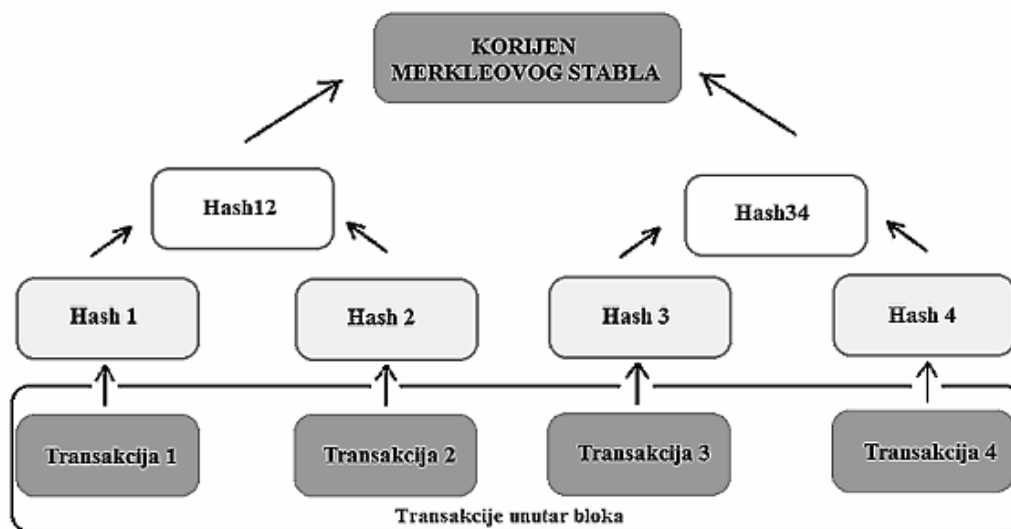 KORIJEN
MERKLEOVOG STABLA
Hash12
Hash34
Hash 1
Hash 2
Hash 3
Hash 4
Transakcija 1
Transakcija 2
Transakcija 3
Transakcija 4
Transakcije unutar bloka